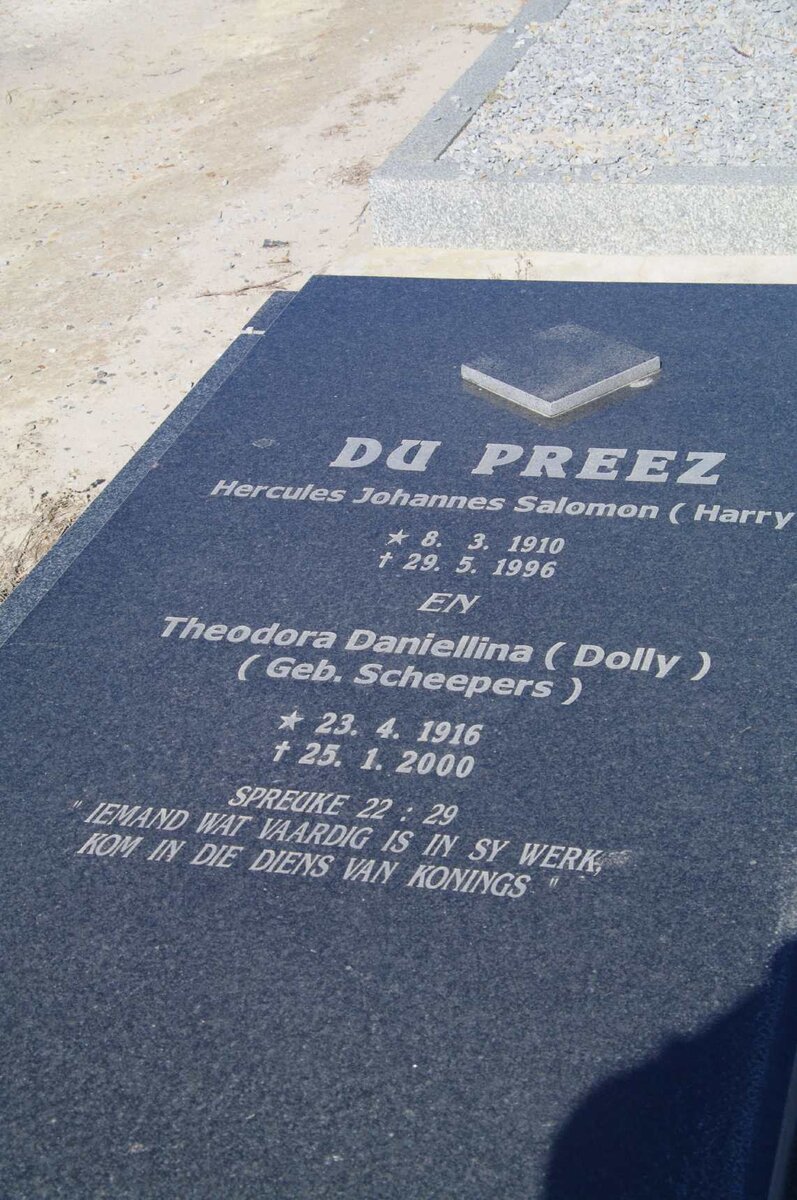 DU PREEZ
Hercules Johannes Salomon ( Harry
★ 8. 3. 1910
† 29. 5. 1996
EN
Theodora Daniellina ( Dolly )
( Geb. Scheepers )
★ 23. 4. 1916
† 25. 1. 2000
SPREUKE 22 : 29
" IEMAND WAT VAARDIG IS IN SY WERK,
KOM IN DIE DIENS VAN KONINGS "